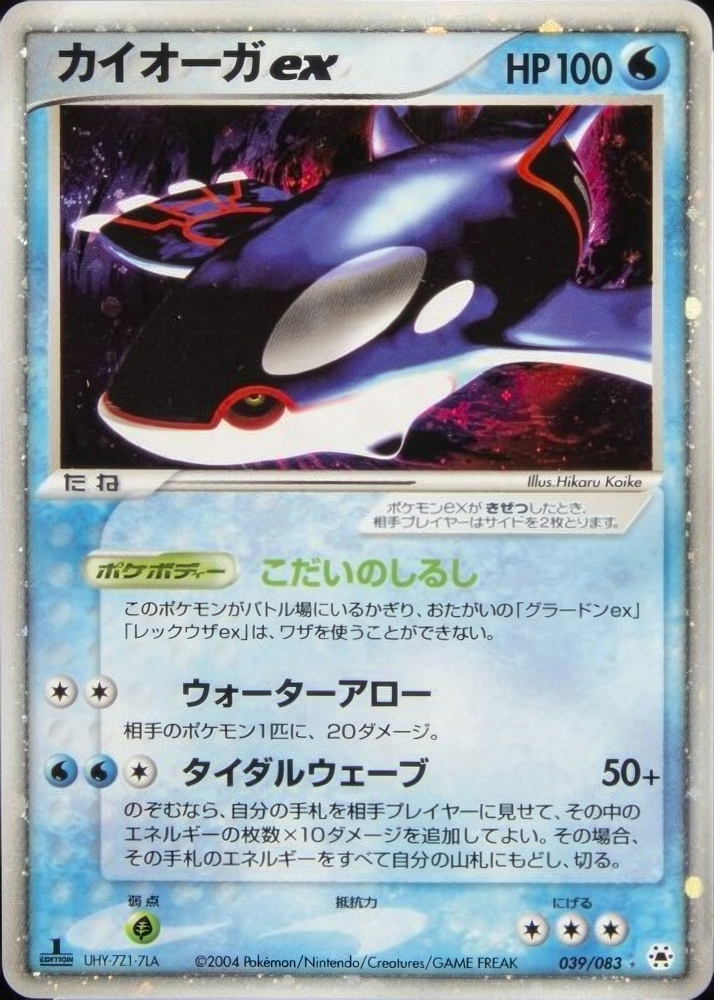 カイオーガex HP100
たね
Illus.Hikaru Koike
ポケモンexが きぜつしたとき、
相手プレイヤーはサイドを2枚とります。
ポケボディー こだいのしるし
このポケモンがバトル場にいるかぎり、おたがいの「グラードンex」
「レックウザex」は、ワザを使うことができない。
ウォーターアロー
相手のポケモン1匹に、20ダメージ。
タイダルウェーブ 50+
のぞむなら、自分の手札を相手プレイヤーに見せて、その中の
エネルギーの枚数×10ダメージを追加してよい。その場合、
その手札のエネルギーをすべて自分の山札にもどし、切る。
弱点 抵抗力 にげる
1 EDITION UHY-7Z1-7LA ©2004 Pokémon/Nintendo/Creatures/GAME FREAK 039/083